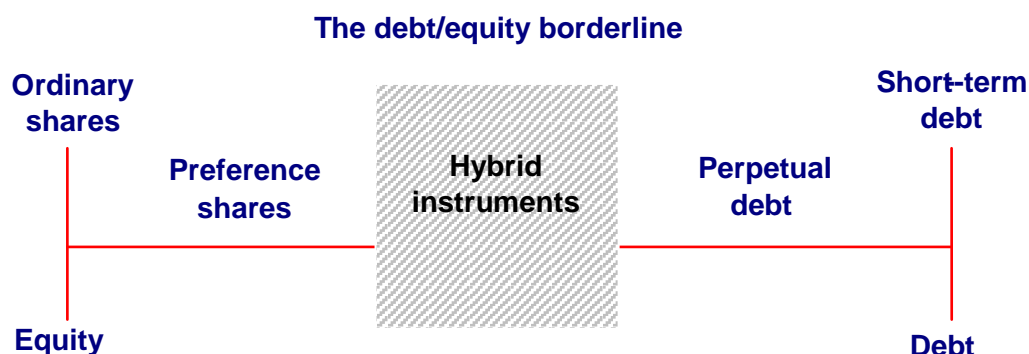 The debt/equity borderline
Ordinary
shares
Short-term
debt
Preference
shares
Hybrid
instruments
Perpetual
debt
Equity
Debt